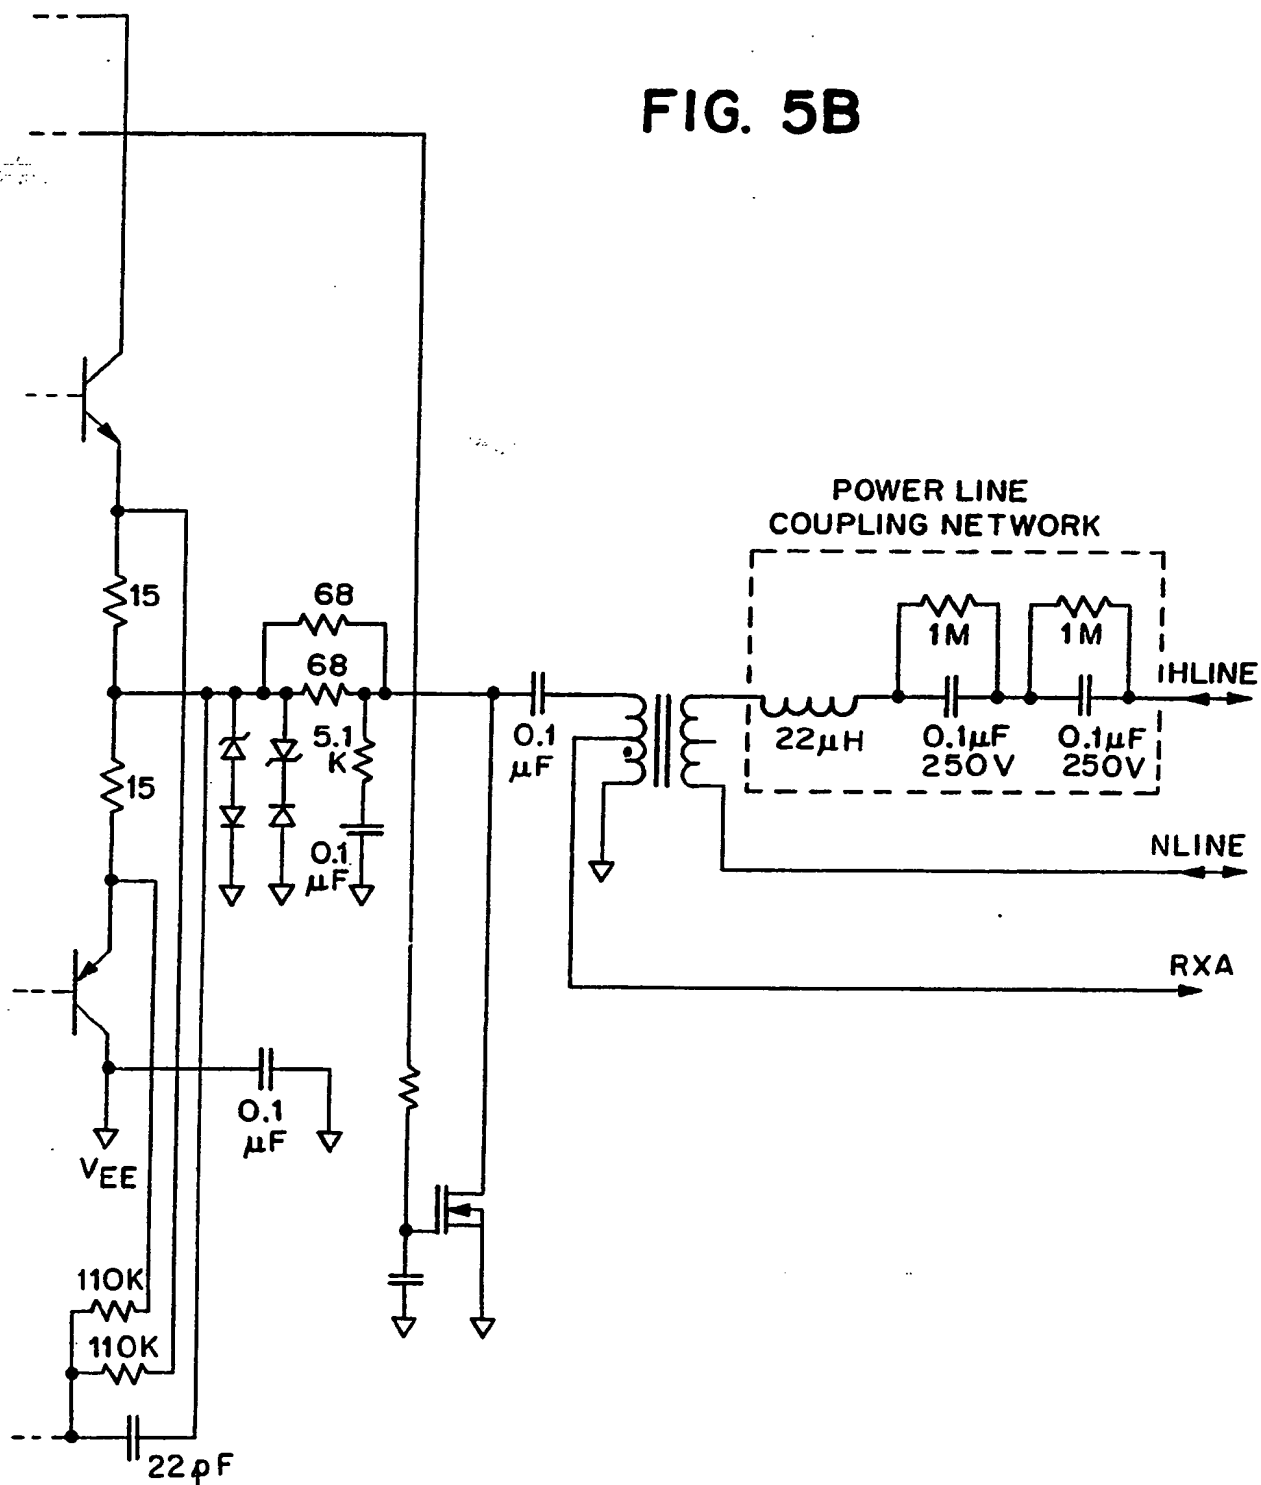 FIG. 5B
POWER LINE
COUPLING NETWORK
15
68
68
1M
1M
HLINE
5.1
K
0.1
µF
22µH
0.1µF
250V
0.1µF
250V
15
0.1
µF
NLINE
RXA
0.1
µF
VEE
110K
110K
22pF